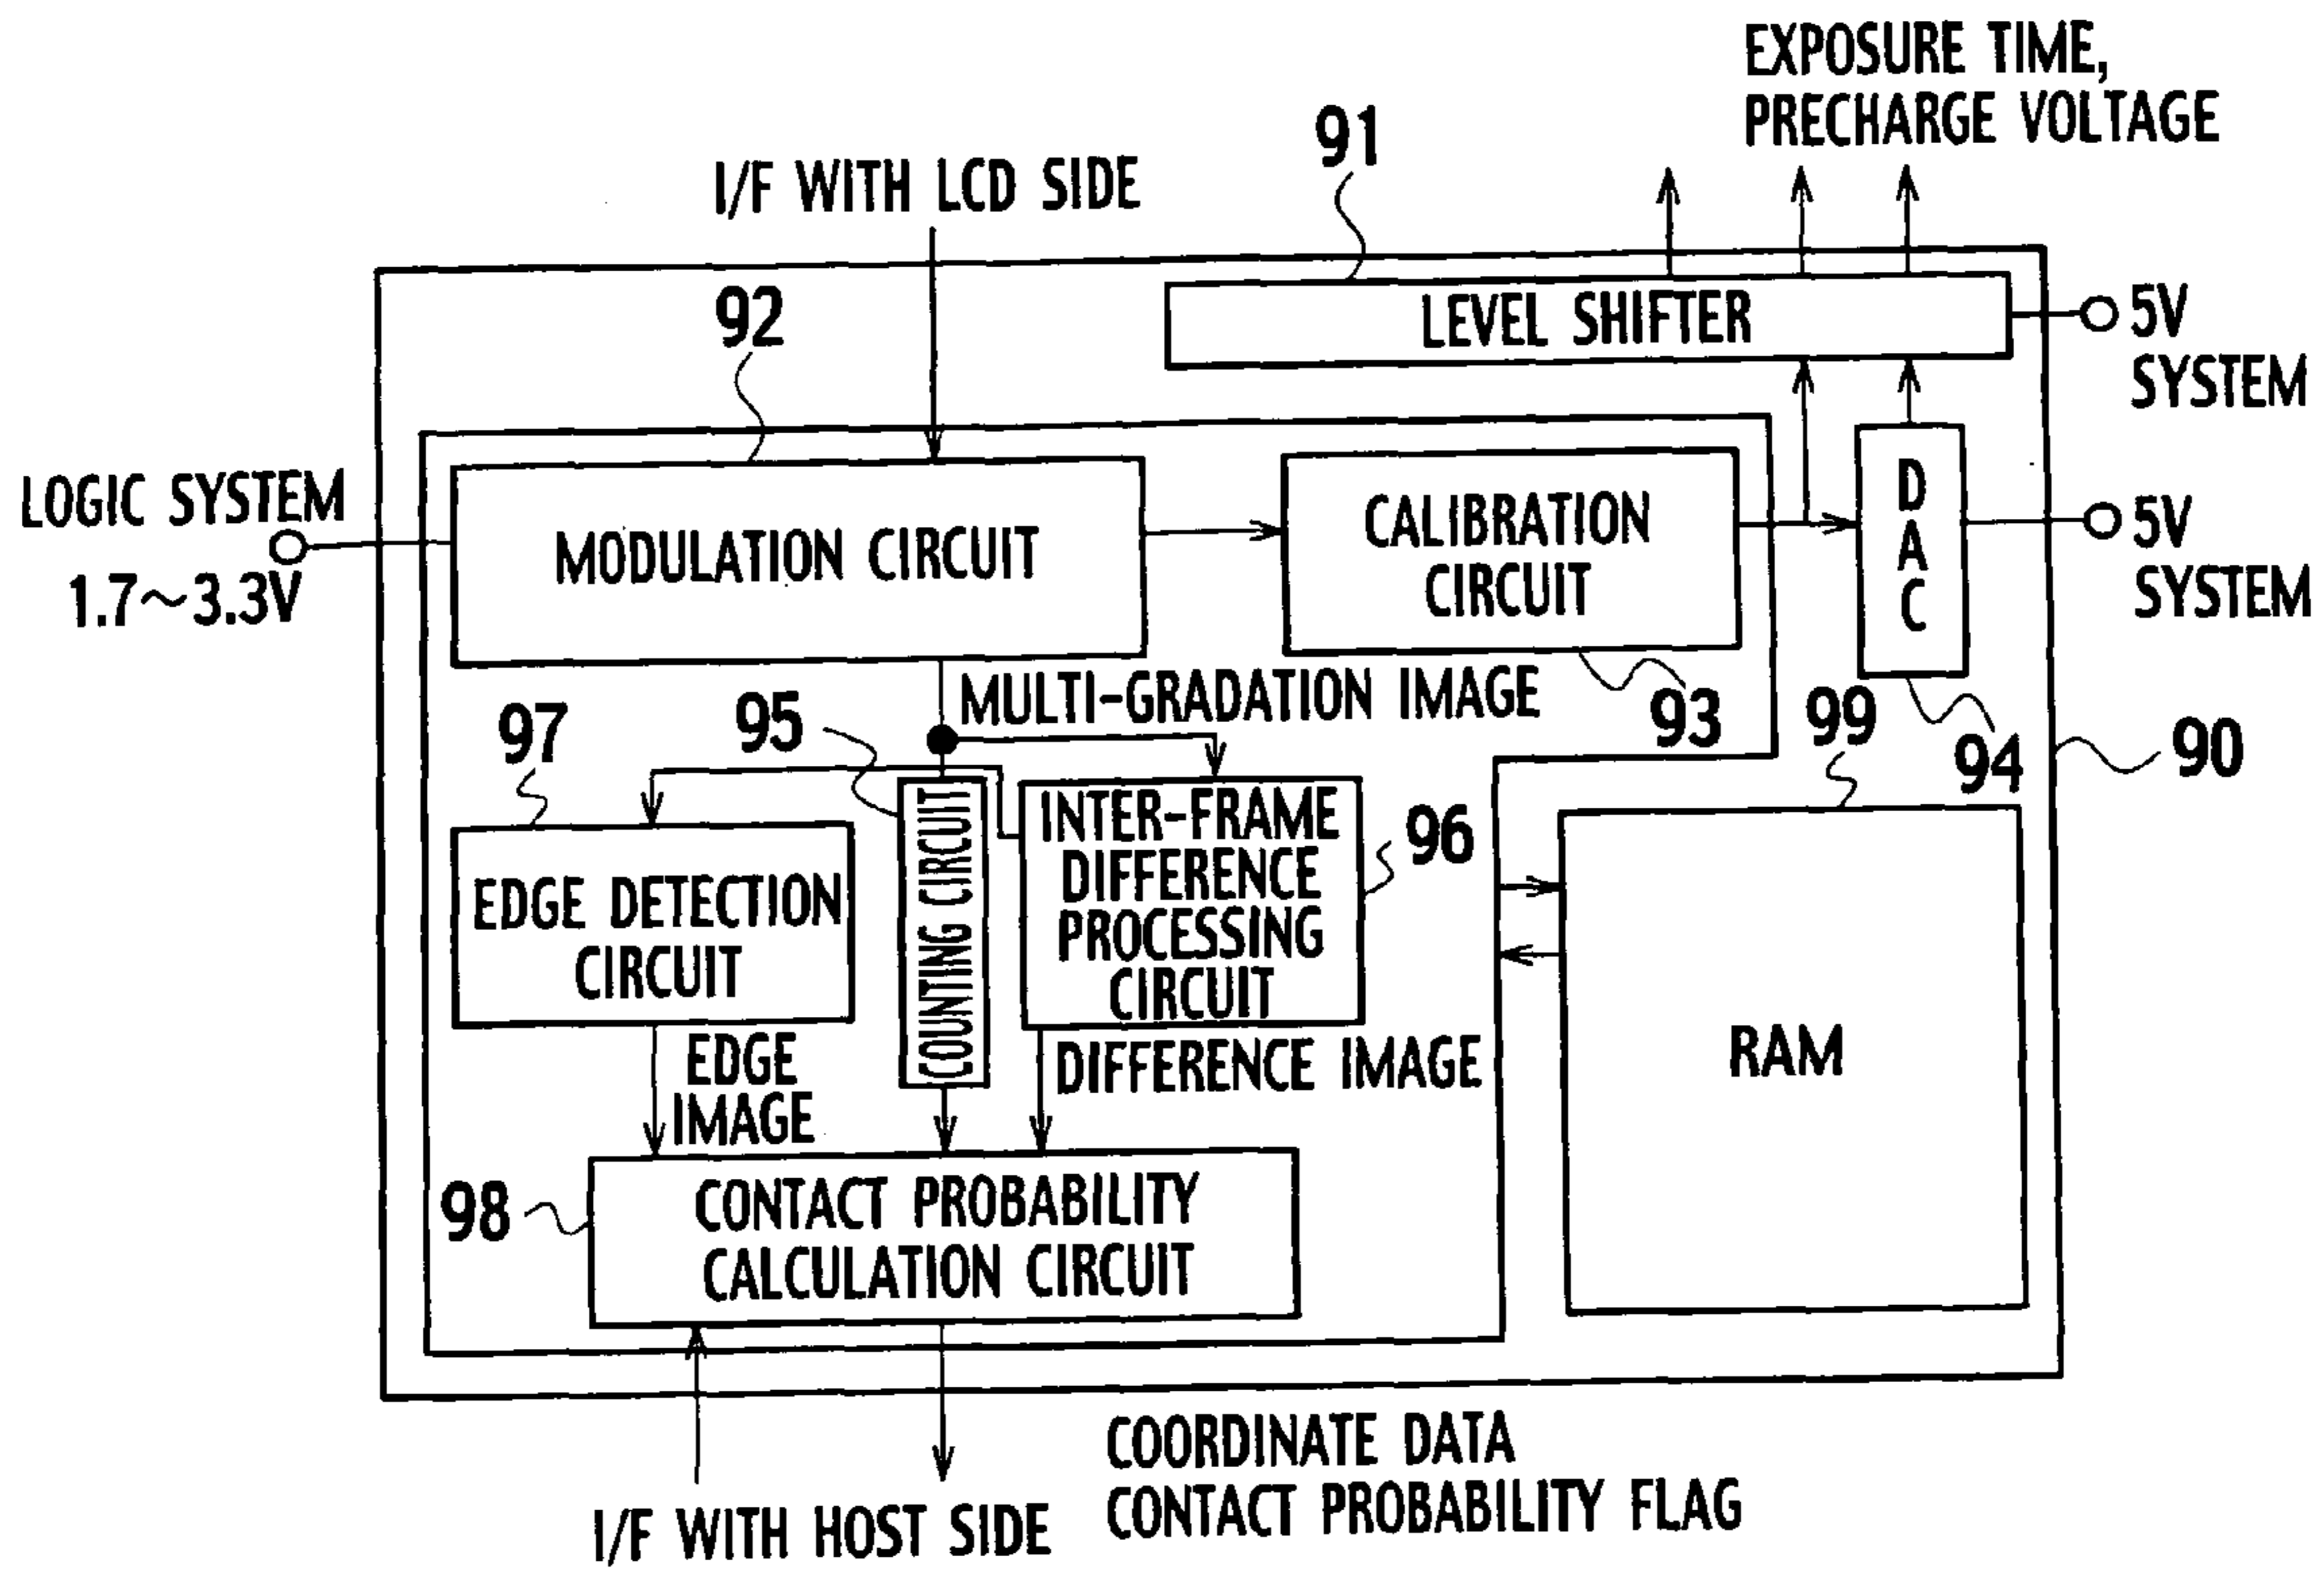 EXPOSURE TIME,
PRECHARGE VOLTAGE
91
I/F WITH LCD SIDE
92
LEVEL SHIFTER
5V
SYSTEM
LOGIC SYSTEM
1.7~3.3V
MODULATION CIRCUIT
CALIBRATION
CIRCUIT
D
A
C
5V
SYSTEM
MULTI-GRADATION IMAGE
93
99
94
90
97
95
EDGE DETECTION
CIRCUIT
COUNTING CIRCUIT
INTER-FRAME
DIFFERENCE
PROCESSING
CIRCUIT
96
RAM
EDGE
IMAGE
DIFFERENCE IMAGE
98
CONTACT PROBABILITY
CALCULATION CIRCUIT
I/F WITH HOST SIDE
COORDINATE DATA
CONTACT PROBABILITY FLAG